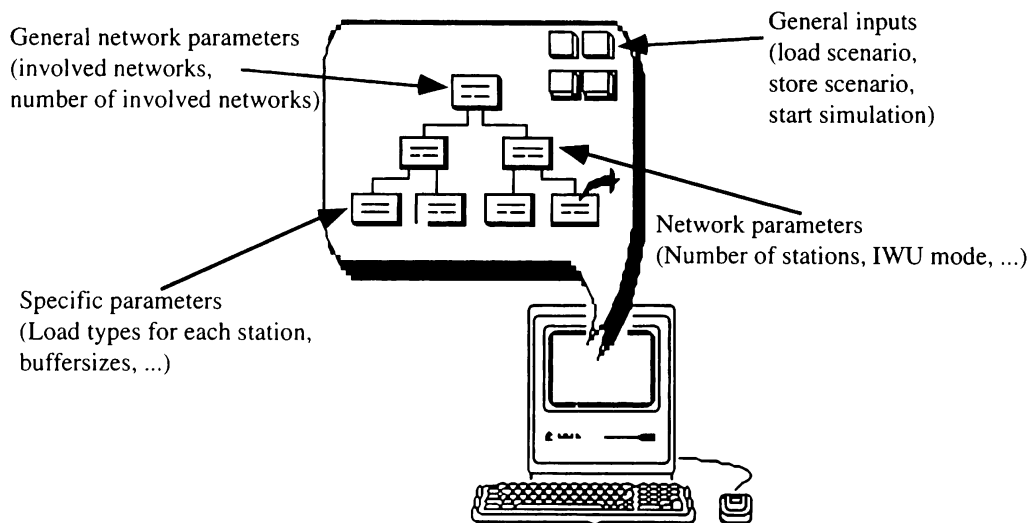 General network parameters
(involved networks,
number of involved networks)
General inputs
(load scenario,
store scenario,
start simulation)
Network parameters
(Number of stations, IWU mode, ...)
Specific parameters
(Load types for each station,
buffersizes, ...)